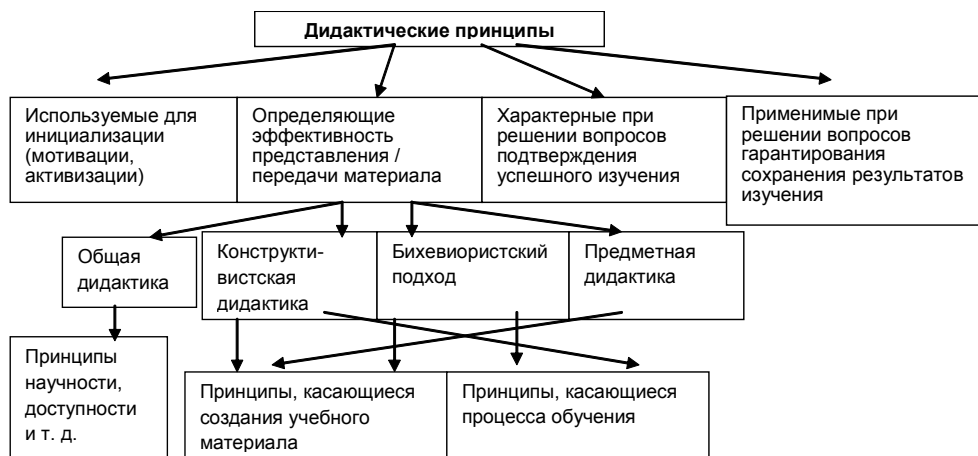 Дидактические принципы
Используемые для
инициализации
(мотивации,
активизации)
Определяющие
эффективность
представления /
передачи материала
Характерные при
решении вопросов
подтверждения
успешного изучения
Применимые при
решении вопросов
гарантирования
сохранения результатов
изучения
Общая
дидактика
Конструкти-
вистская
дидактика
Бихевиористский
подход
Предметная
дидактика
Принципы
научности,
доступности
и т. д.
Принципы, касающиеся
создания учебного
материала
Принципы, касающиеся
процесса обучения